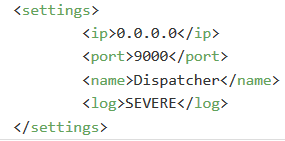 <settings>
<ip>0.0.0.0</ip>
<port>9000</port>
<name>Dispatcher</name>
<log>SEVERE</log>
</settings>